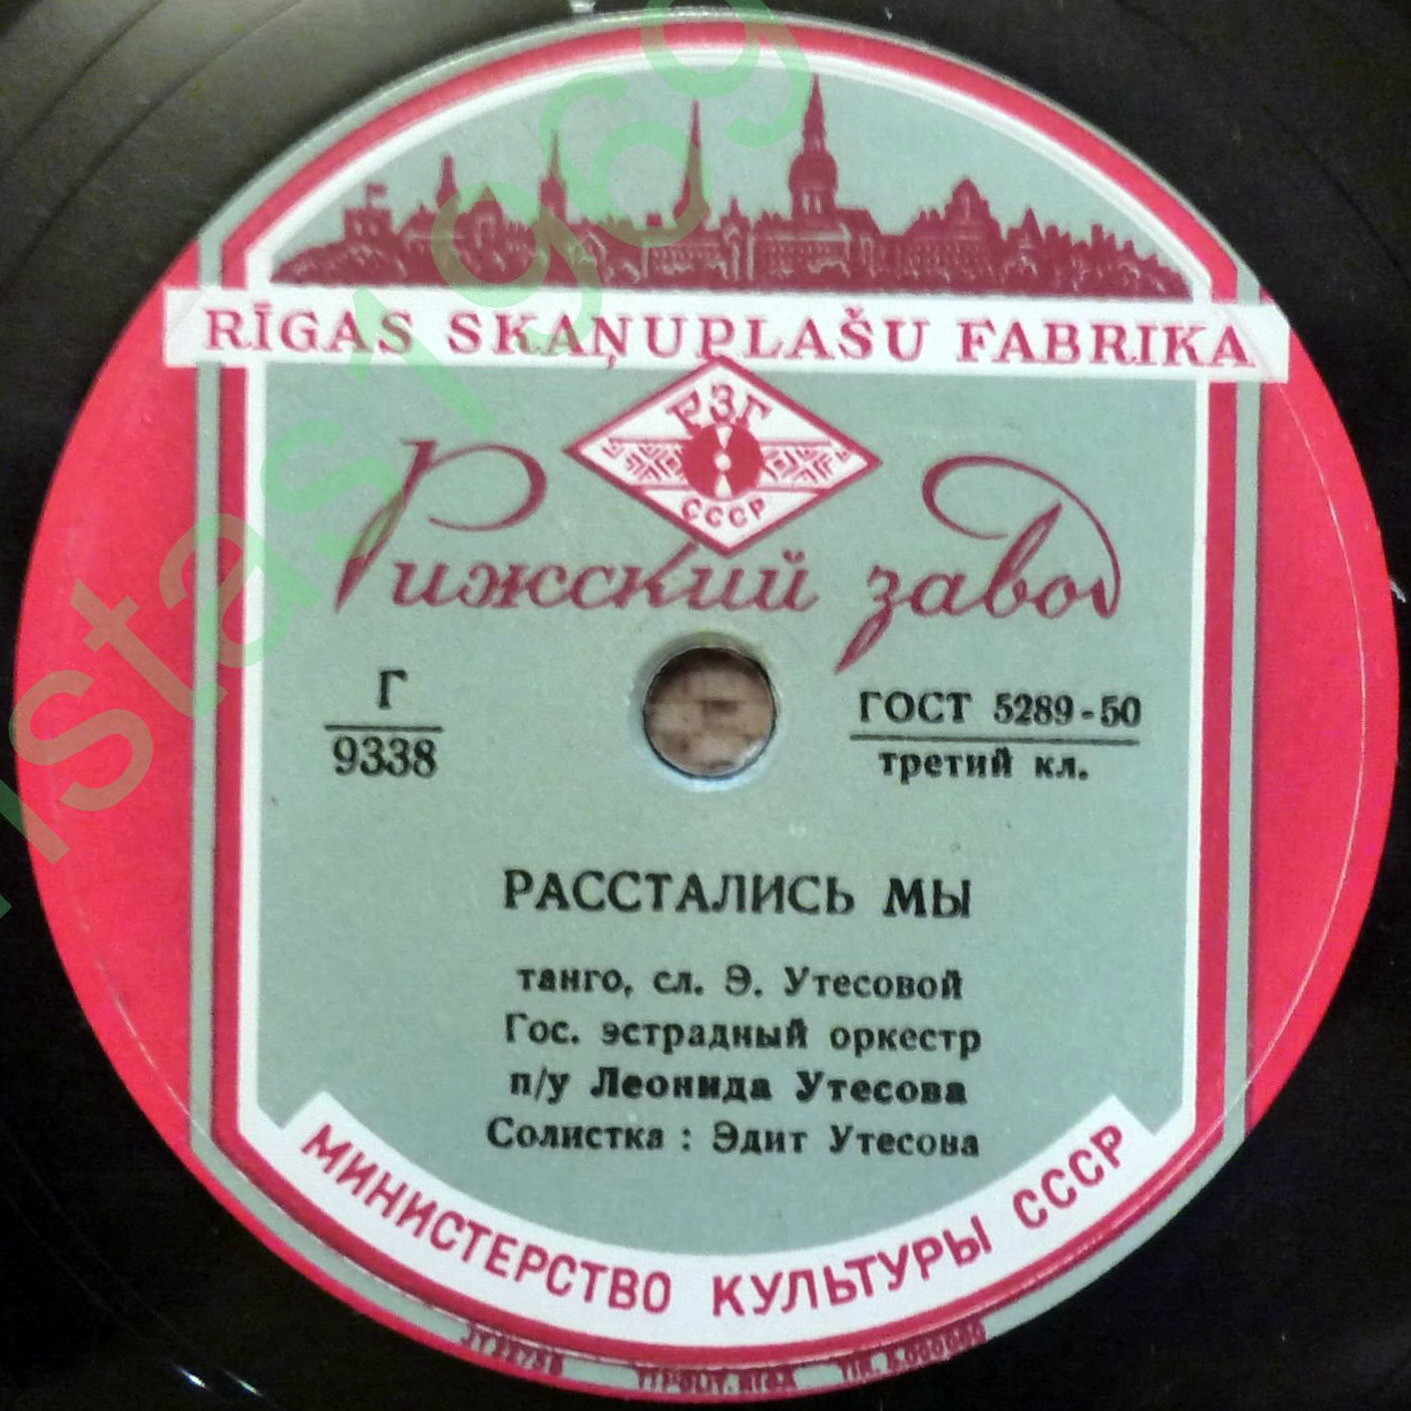 RĪGAS SKAŅUPLAŠU FABRIKA
РЗГ
СССР
Рижский завод
Г
9338
ГОСТ 5289-50
третий кл.
РАССТАЛИСЬ МЫ
танго, сл. Э. Утесовой
Гос. эстрадный оркестр
п/у Леонида Утесова
Солистка : Эдит Утесова
МИНИСТЕРСТВО КУЛЬТУРЫ СССР